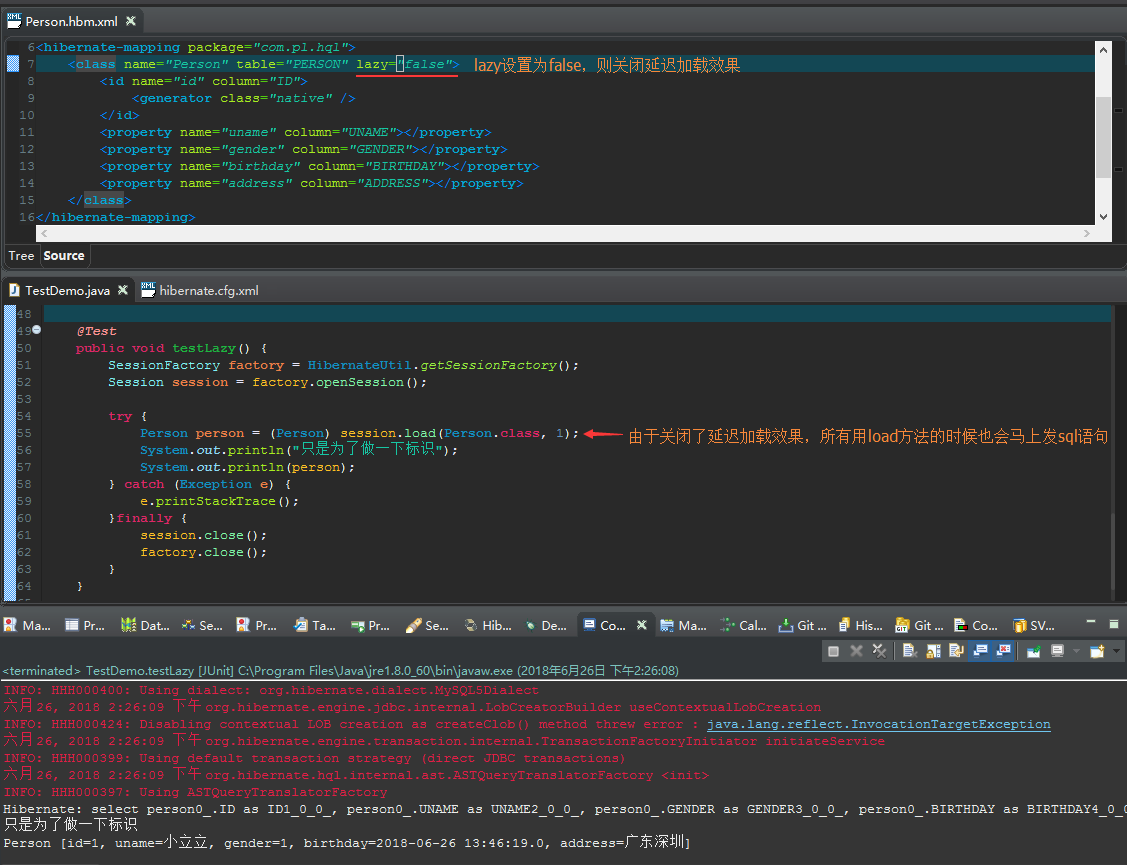 Person.hbm.xml
6 <hibernate-mapping package="com.pl.hql">
7 <class name="Person" table="PERSON" lazy="false"> lazy设置为false，则关闭延迟加载效果
8 <id name="id" column="ID">
9 <generator class="native" />
10 </id>
11 <property name="uname" column="UNAME"></property>
12 <property name="gender" column="GENDER"></property>
13 <property name="birthday" column="BIRTHDAY"></property>
14 <property name="address" column="ADDRESS"></property>
15 </class>
16 </hibernate-mapping>
Tree Source
TestDemo.java hibernate.cfg.xml
48
49 @Test
50 public void testLazy() {
51 SessionFactory factory = HibernateUtil.getSessionFactory();
52 Session session = factory.openSession();
53
54 try {
55 Person person = (Person) session.load(Person.class, 1); 由于关闭了延迟加载效果，所有用load方法的时候也会马上发sql语句
56 System.out.println("只是为了做一下标识");
57 System.out.println(person);
58 } catch (Exception e) {
59 e.printStackTrace();
60 }finally {
61 session.close();
62 factory.close();
63 }
64 }
Ma... Pr... Dat... Se... Pr... Ta... Pr... Se... Hib... De... Co... Ma... Cal... Git ... His... Git ... Co... SV...
<terminated> TestDemo.testLazy [JUnit] C:\Program Files\Java\jre1.8.0_60\bin\javaw.exe (2018年6月26日 下午2:26:08)
INFO: HHH000400: Using dialect: org.hibernate.dialect.MySQL5Dialect
六月 26, 2018 2:26:09 下午 org.hibernate.engine.jdbc.internal.LobCreatorBuilder useContextualLobCreation
INFO: HHH000424: Disabling contextual LOB creation as createClob() method threw error : java.lang.reflect.InvocationTargetException
六月 26, 2018 2:26:09 下午 org.hibernate.engine.transaction.internal.TransactionFactoryInitiator initiateService
INFO: HHH000399: Using default transaction strategy (direct JDBC transactions)
六月 26, 2018 2:26:09 下午 org.hibernate.hql.internal.ast.ASTQueryTranslatorFactory <init>
INFO: HHH000397: Using ASTQueryTranslatorFactory
Hibernate: select person0_.ID as ID1_0_0_, person0_.UNAME as UNAME2_0_0_, person0_.GENDER as GENDER3_0_0_, person0_.BIRTHDAY as BIRTHDAY4_0_0
只是为了做一下标识
Person [id=1, uname=小立立, gender=1, birthday=2018-06-26 13:46:19.0, address=广东深圳]